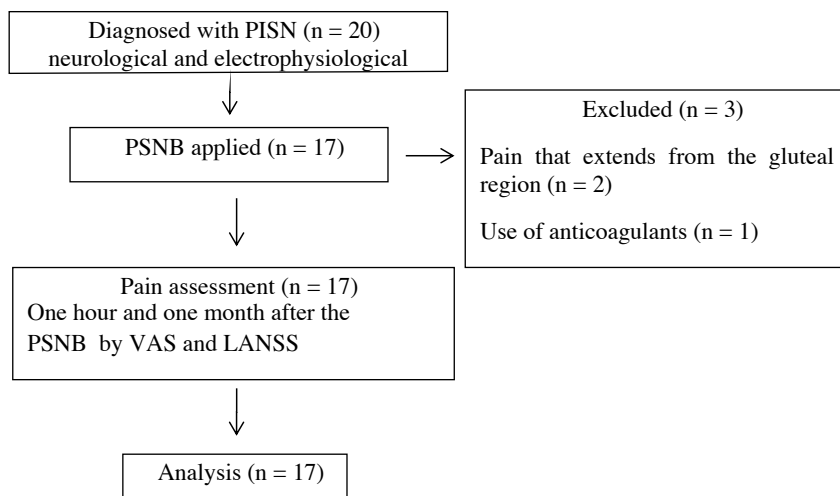 Diagnosed with PISN (n = 20)
neurological and electrophysiological
PSNB applied (n = 17)
Excluded (n = 3)
Pain that extends from the gluteal
region (n = 2)
Use of anticoagulants (n = 1)
Pain assessment (n = 17)
One hour and one month after the
PSNB by VAS and LANSS
Analysis (n = 17)